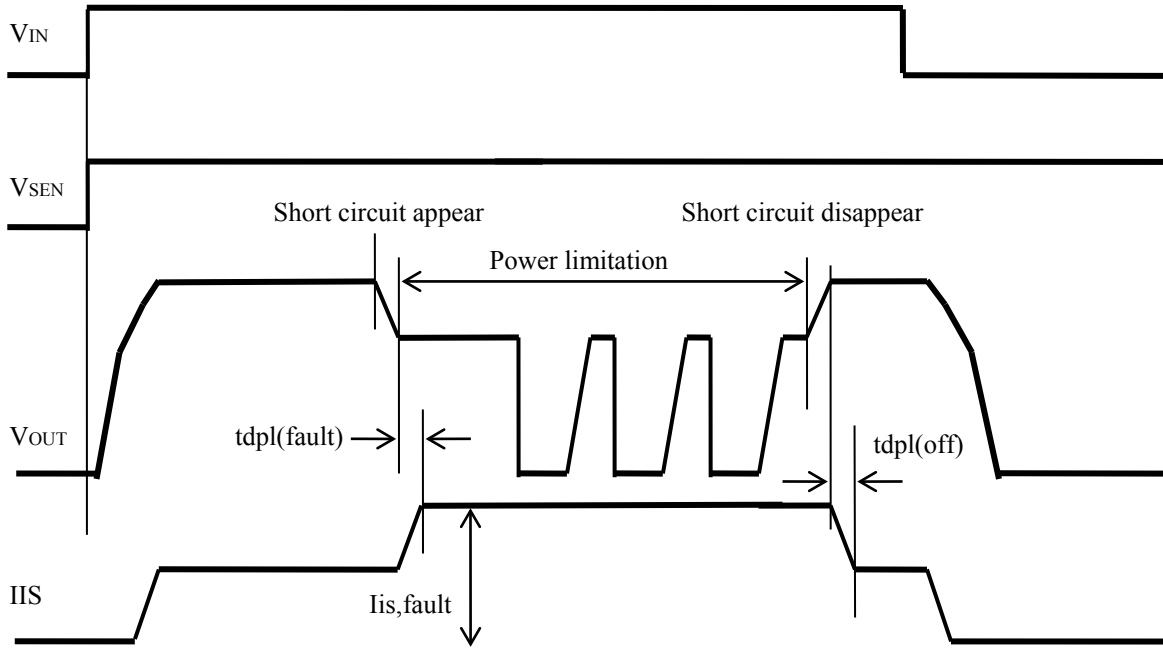 VIN
VSEN
Short circuit appear
Short circuit disappear
Power limitation
VOUT
tdpl(fault)
tdpl(off)
IIS
Iis,fault